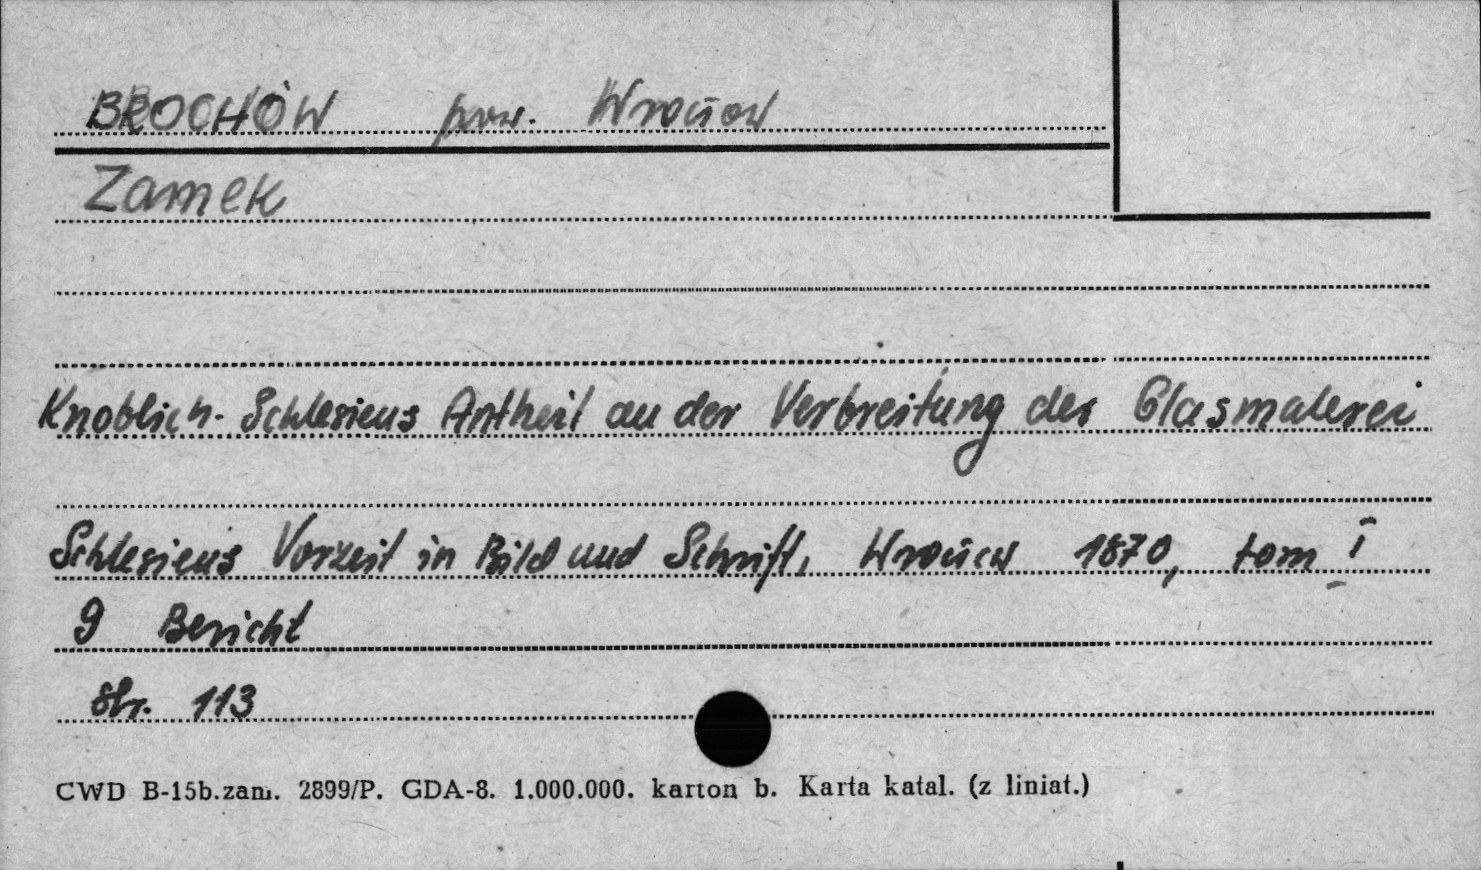 BROCHÓW pow. Wrocław
Zamek
Knoblich. Schlesiens Antheil an der Verbreitung der Glasmalerei
Schlesiens Vorzeit in Bild und Schrift, Wrocław 1870, tom I
9 Bericht
str. 113
CWD B-15b.zam. 2899/P. GDA-8. 1.000.000. karton b. Karta katal. (z liniat.)